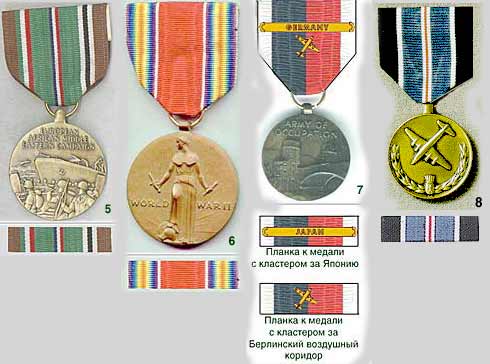 EUROPEAN
AFRICAN MIDDLE
EASTERN CAMPAIGN
5
WORLD WAR II
6
GERMANY
ARMY OF
OCCUPATION
7
8
JAPAN
Планка к медали
с кластером за Японию
Планка к медали
с кластером за
Берлинский воздушный
коридор